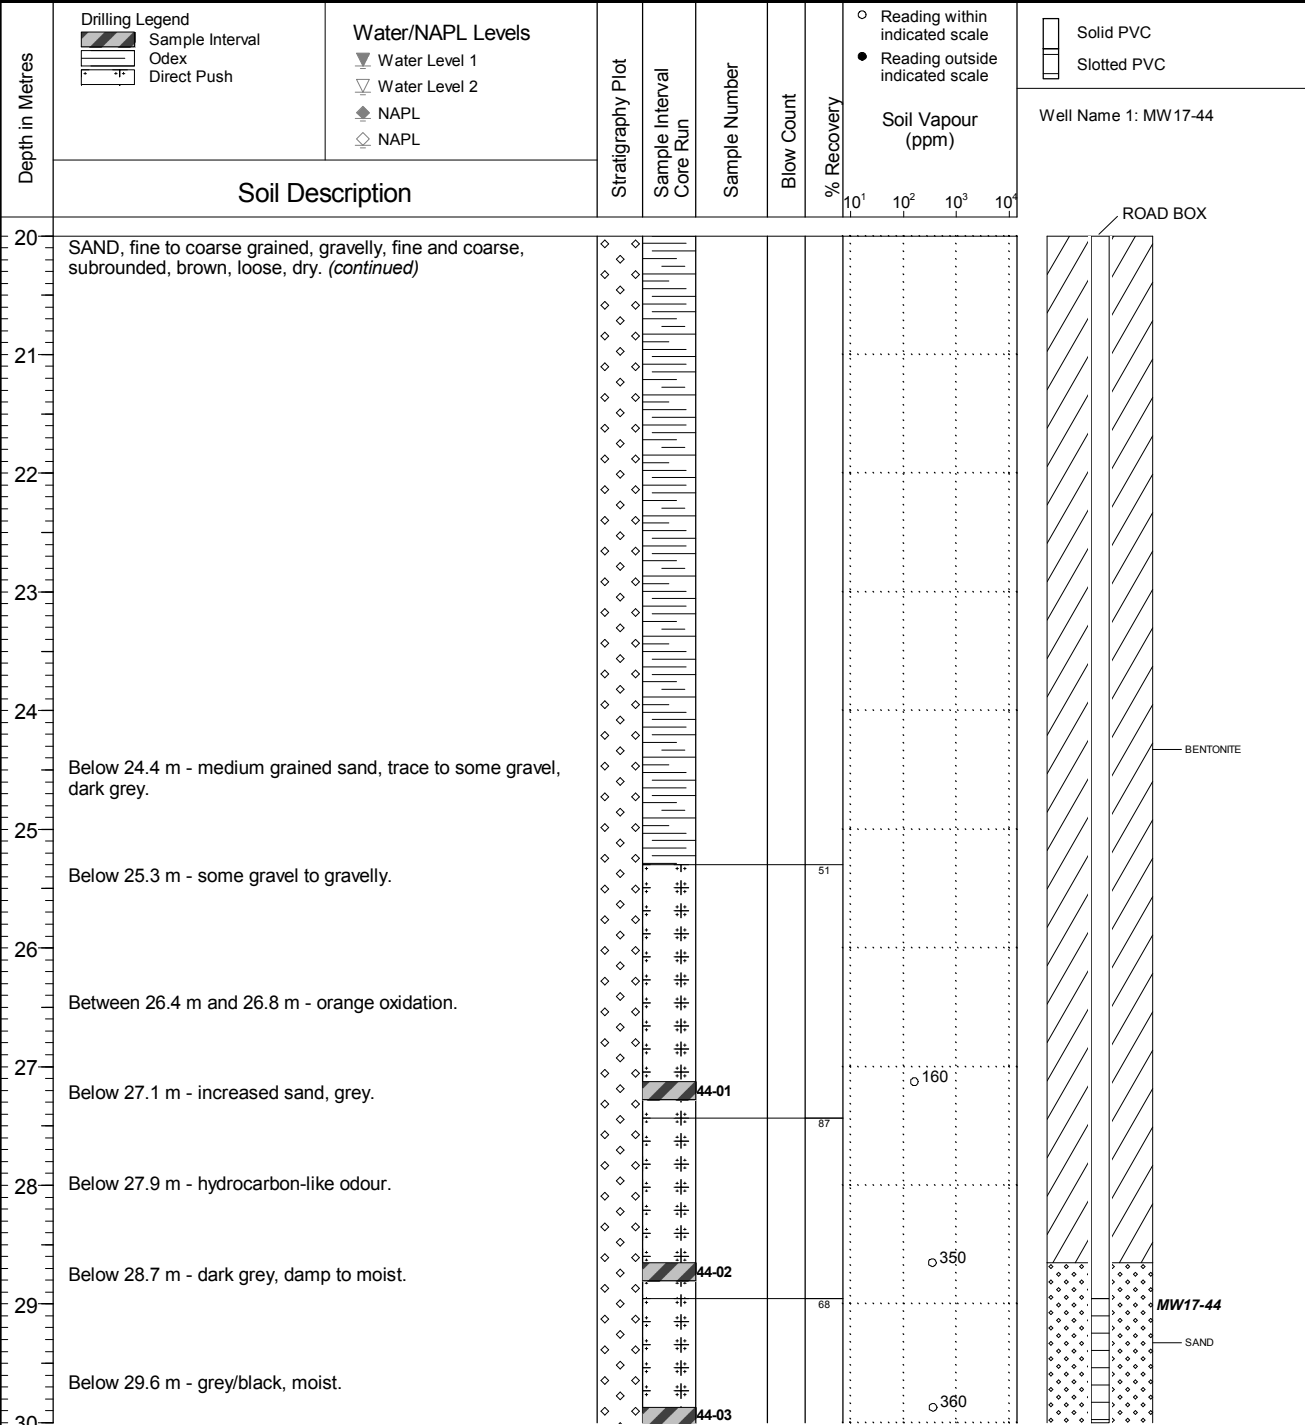 Depth in Metres
Drilling Legend
Sample Interval
Odex
Direct Push
Water/NAPL Levels
Water Level 1
Water Level 2
NAPL
NAPL
Soil Description
Stratigraphy Plot
Sample Interval
Core Run
Sample Number
Blow Count
% Recovery
Reading within
indicated scale
Reading outside
indicated scale
Soil Vapour
(ppm)
10¹ 10² 10³ 10⁴
Solid PVC
Slotted PVC
Well Name 1: MW17-44
ROAD BOX
20
SAND, fine to coarse grained, gravelly, fine and coarse,
subrounded, brown, loose, dry. (continued)
21
22
23
24
BENTONITE
Below 24.4 m - medium grained sand, trace to some gravel,
dark grey.
25
Below 25.3 m - some gravel to gravelly.
51
26
Between 26.4 m and 26.8 m - orange oxidation.
27
160
Below 27.1 m - increased sand, grey.
44-01
87
28
Below 27.9 m - hydrocarbon-like odour.
350
Below 28.7 m - dark grey, damp to moist.
44-02
29
68
MW17-44
SAND
Below 29.6 m - grey/black, moist.
360
44-03
30